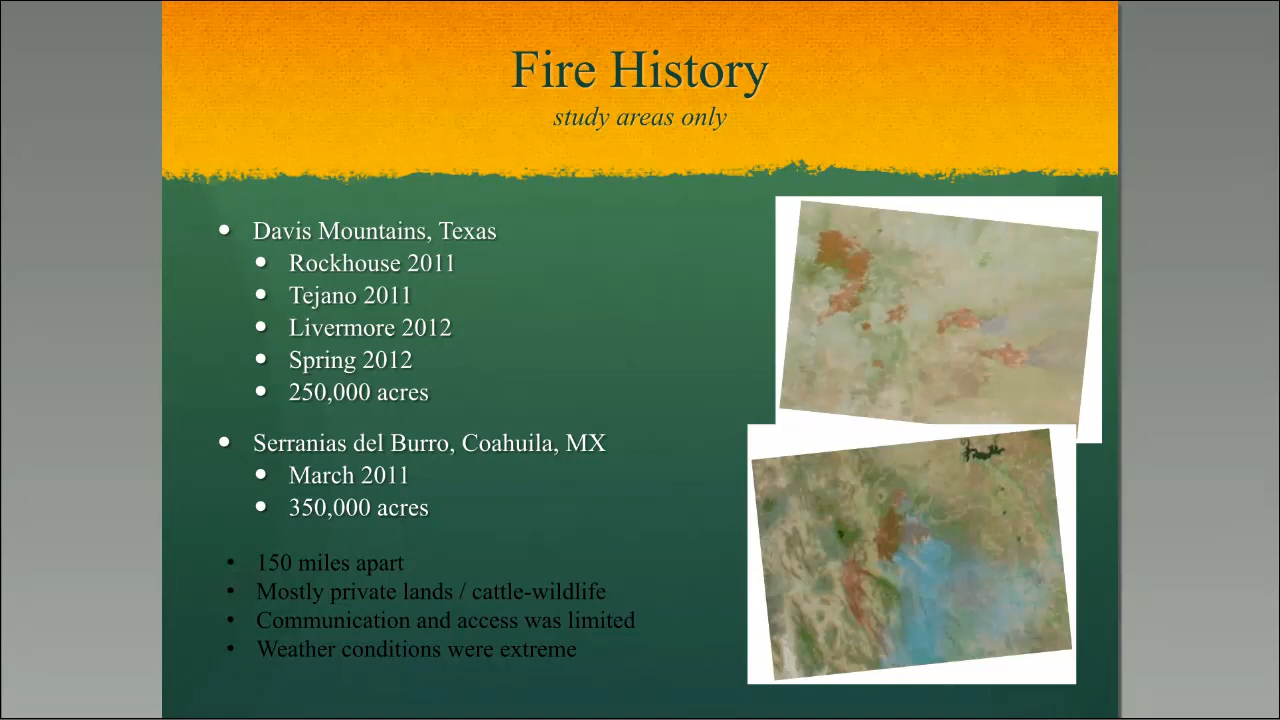 Fire History
study areas only
• Davis Mountains, Texas
• Rockhouse 2011
• Tejano 2011
• Livermore 2012
• Spring 2012
• 250,000 acres
• Serranias del Burro, Coahuila, MX
• March 2011
• 350,000 acres
• 150 miles apart
• Mostly private lands / cattle-wildlife
• Communication and access was limited
• Weather conditions were extreme